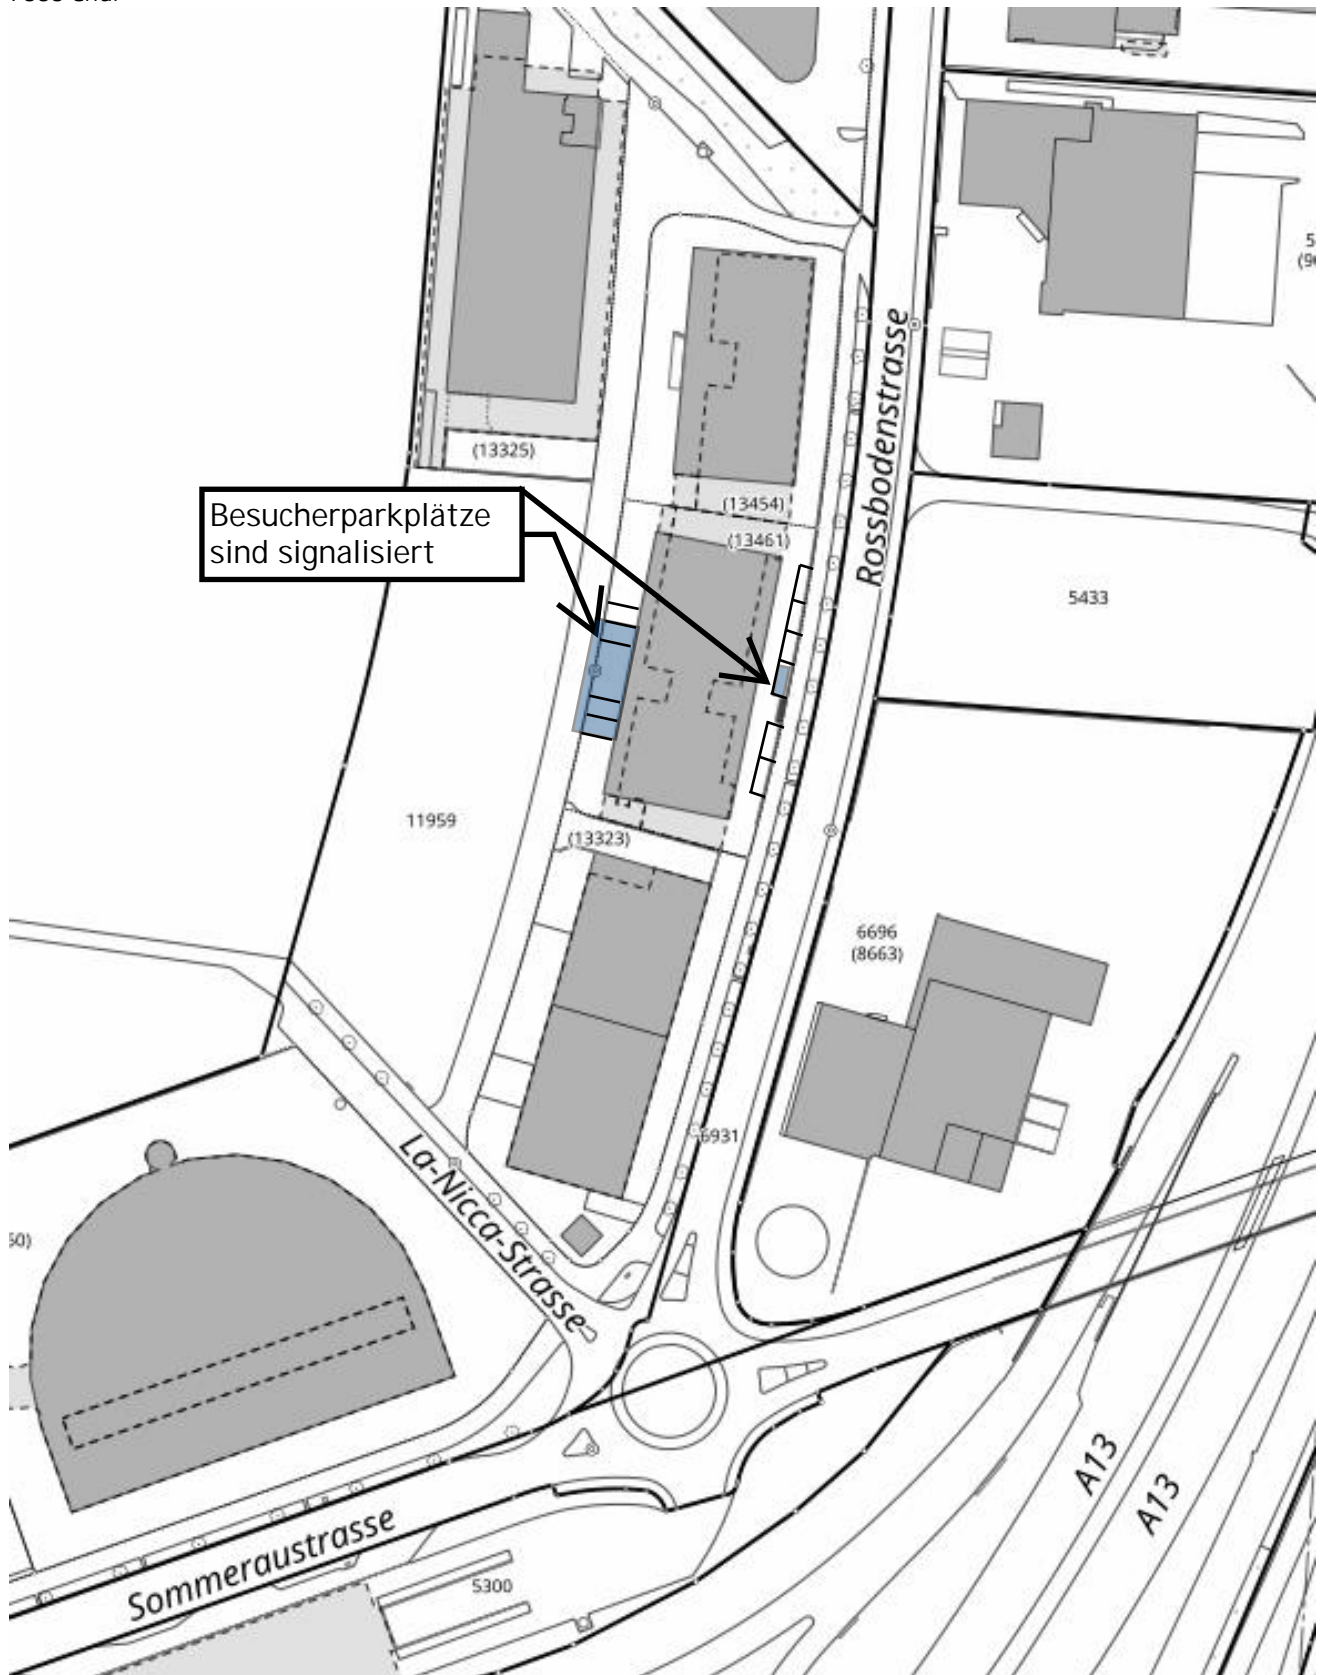 (13325)
(13454)
(13461)
Rossbodenstrasse
Besucherparkplätze
sind signalisiert
5433
11959
(13323)
6696
(8663)
6931
La-Nicca-Strasse
A13
A13
Sommeraustrasse
5300